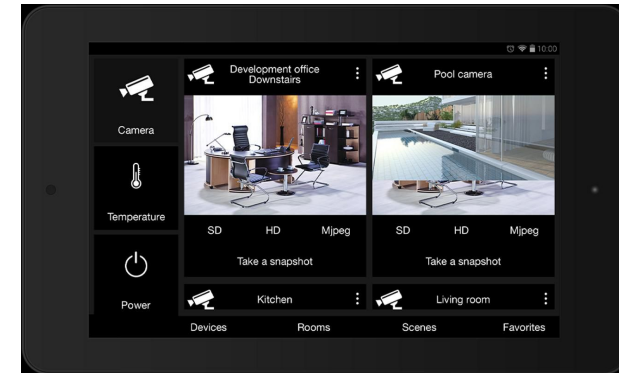 10:00
Camera
Temperature
Power
Development office
Downstairs
SD HD Mjpeg
Take a snapshot
Pool camera
SD HD Mjpeg
Take a snapshot
Kitchen
Living room
Devices Rooms Scenes Favorites